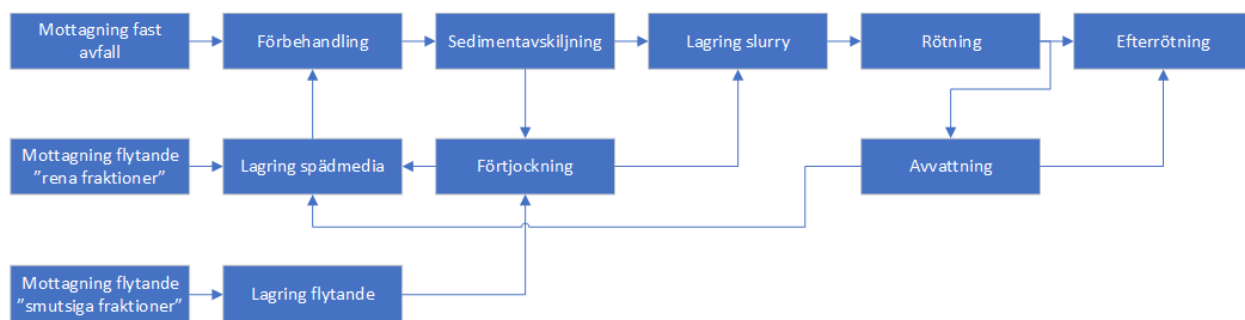 Mottagning fast
avfall
Förbehandling
Sedimentavskiljning
Lagring slurry
Rötning
Efterrötning
Mottagning flytande
”rena fraktioner”
Lagring spädmedia
Förtjockning
Avvattning
Mottagning flytande
”smutsiga fraktioner”
Lagring flytande